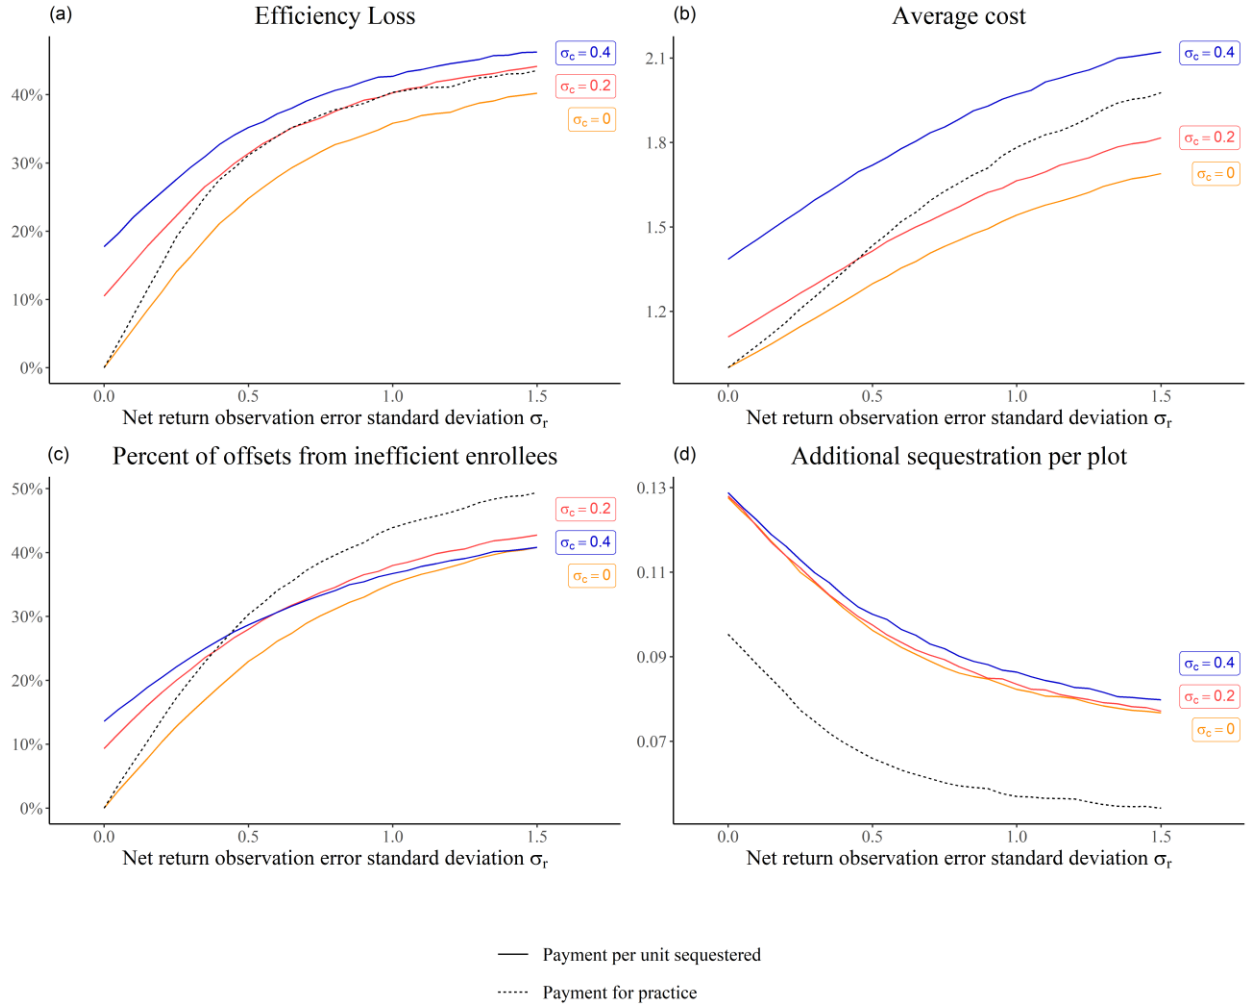 (a)
Efficiency Loss
40%
30%
20%
10%
0%
σc = 0.4
σc = 0.2
σc = 0
0.0 0.5 1.0 1.5
Net return observation error standard deviation σr
(b)
Average cost
2.1
1.8
1.5
1.2
σc = 0.4
σc = 0.2
σc = 0
0.0 0.5 1.0 1.5
Net return observation error standard deviation σr
(c)
Percent of offsets from inefficient enrollees
50%
40%
30%
20%
10%
0%
σc = 0.2
σc = 0.4
σc = 0
0.0 0.5 1.0 1.5
Net return observation error standard deviation σr
(d)
Additional sequestration per plot
0.13
0.11
0.09
0.07
σc = 0.4
σc = 0.2
σc = 0
0.0 0.5 1.0 1.5
Net return observation error standard deviation σr
Payment per unit sequestered
Payment for practice